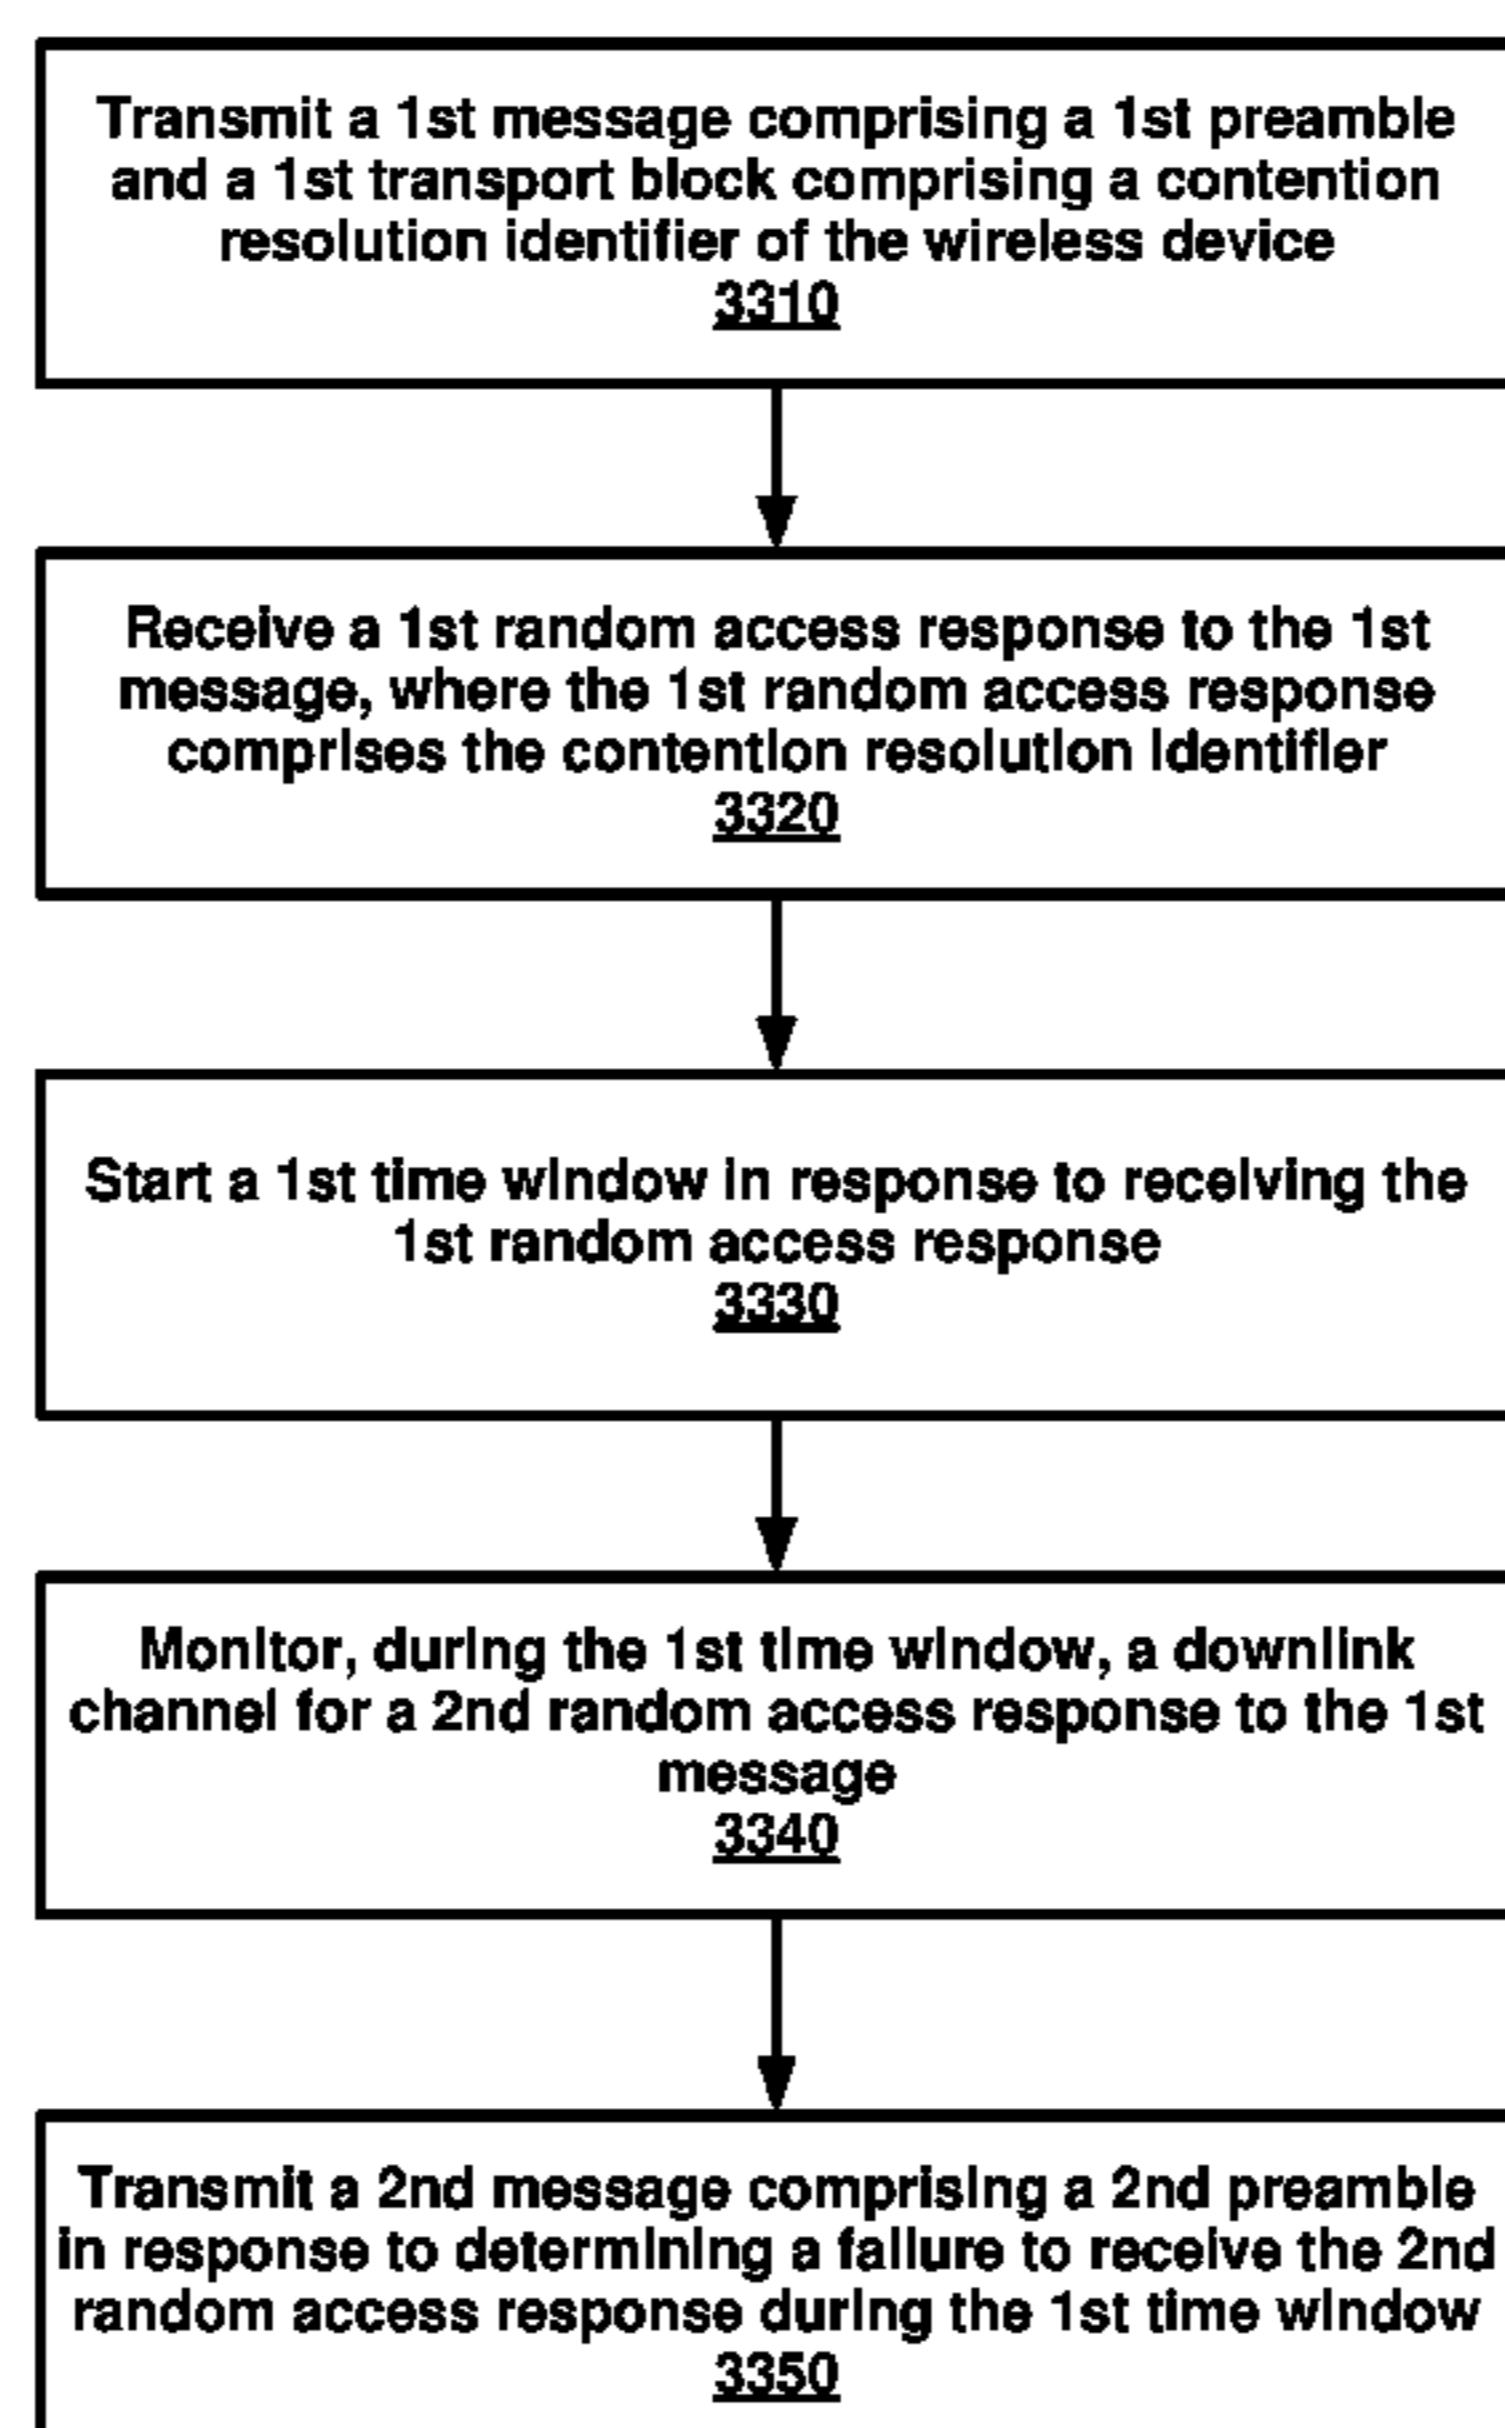 Transmit a 1st message comprising a 1st preamble
and a 1st transport block comprising a contention
resolution identifier of the wireless device
3310
Receive a 1st random access response to the 1st
message, where the 1st random access response
comprises the contention resolution identifier
3320
Start a 1st time window in response to receiving the
1st random access response
3330
Monitor, during the 1st time window, a downlink
channel for a 2nd random access response to the 1st
message
3340
Transmit a 2nd message comprising a 2nd preamble
in response to determining a failure to receive the 2nd
random access response during the 1st time window
3350